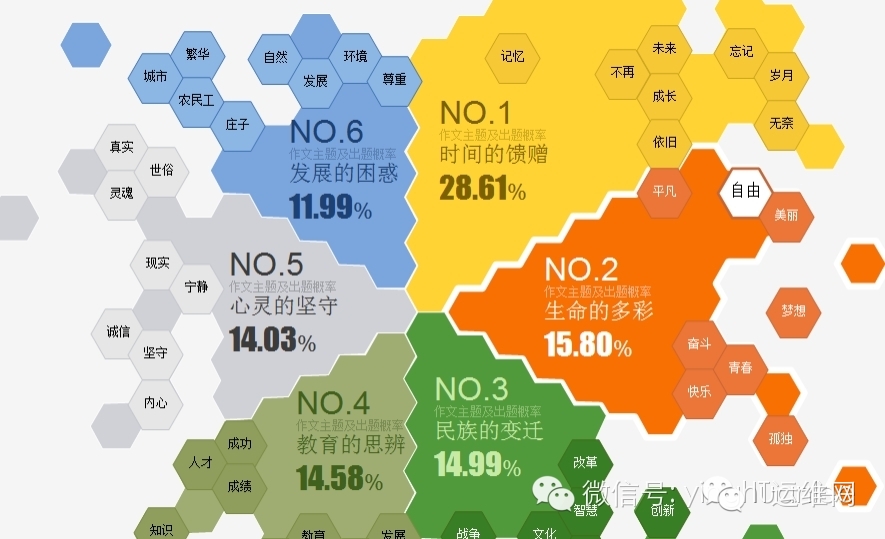 繁华
城市
农民工
庄子
自然
环境
发展
尊重
记忆
未来
不再
成长
依旧
忘记
岁月
无奈
NO.1
作文主题及出题概率
时间的馈赠
28.61%
NO.6
作文主题及出题概率
发展的困惑
11.99%
真实
世俗
灵魂
平凡
自由
美丽
NO.5
作文主题及出题概率
心灵的坚守
14.03%
现实
宁静
诚信
坚守
内心
NO.2
作文主题及出题概率
生命的多彩
15.80%
梦想
奋斗
青春
快乐
孤独
NO.4
作文主题及出题概率
教育的思辨
14.58%
成功
人才
成绩
知识
教育
发展
NO.3
作文主题及出题概率
民族的变迁
14.99%
改革
智慧
创新
战争
文化
微信号:
运维网